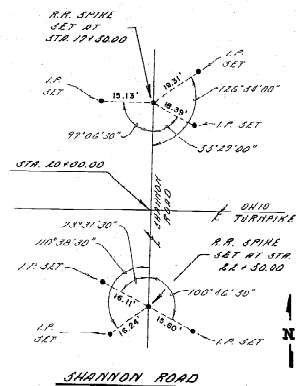 R.R. SPIKE
SET AT
STA. 17+50.00
I.P.
SET
15.13'
19.31'
126°34'00"
18.39'
I.P. SET
I.P.
SET
97°06'30"
55°29'00"
STA. 20+00.00
SHANNON
ROAD
OHIO
TURNPIKE
73°31'30"
110°38'30"
R.R. SPIKE
SET AT STA.
22+50.00
I.P. SET
16.11'
100°46'30"
I.P.
SET
16.24'
15.60'
I.P. SET
N
SHANNON ROAD